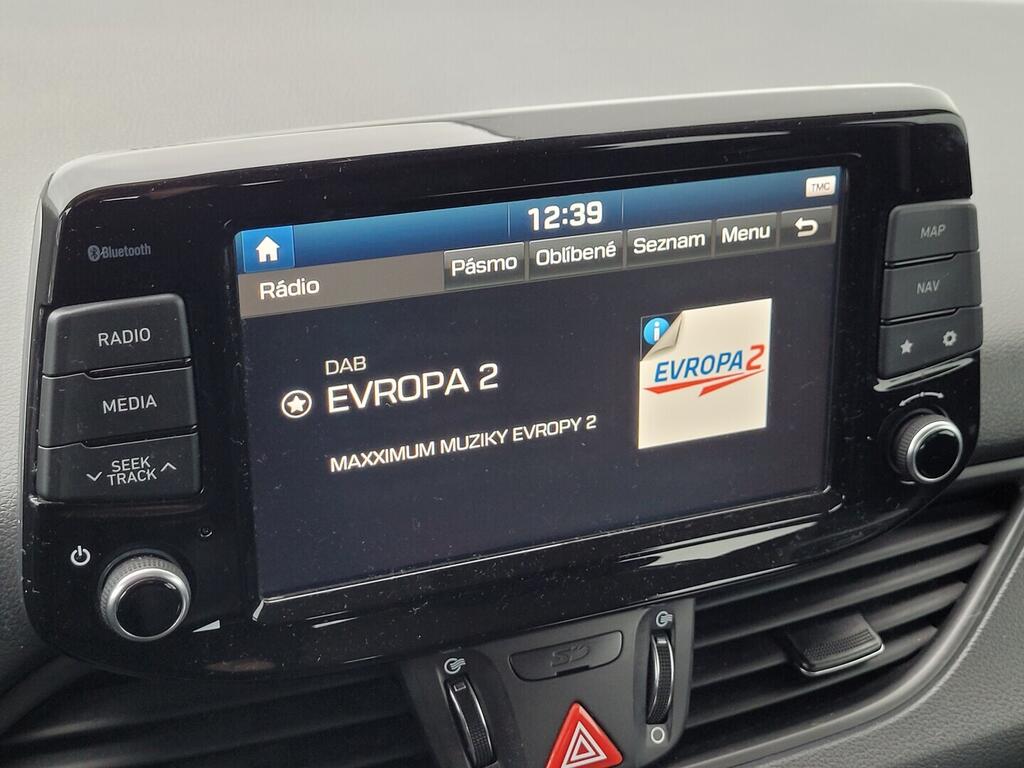 TMC
12:39
Bluetooth
Rádio
Pásmo
Oblíbené
Seznam
Menu
MAP
NAV
RADIO
MEDIA
SEEK
TRACK
DAB
EVROPA 2
MAXXIMUM MUZIKY EVROPY 2
i
EVROPA 2
SD